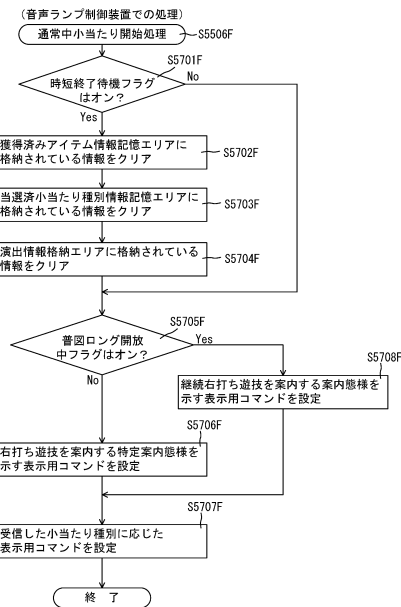 （音声ランプ制御装置での処理）
通常中小当たり開始処理
S5506F
S5701F
時短終了待機フラグ
はオン？
No
Yes
獲得済みアイテム情報記憶エリアに
格納されている情報をクリア
S5702F
当選済小当たり種別情報記憶エリアに
格納されている情報をクリア
S5703F
演出情報格納エリアに格納されている
情報をクリア
S5704F
S5705F
普図ロング開放
中フラグはオン？
Yes
No
S5708F
継続右打ち遊技を案内する案内態様を
示す表示用コマンドを設定
S5706F
右打ち遊技を案内する特定案内態様を
示す表示用コマンドを設定
S5707F
受信した小当たり種別に応じた
表示用コマンドを設定
終　了